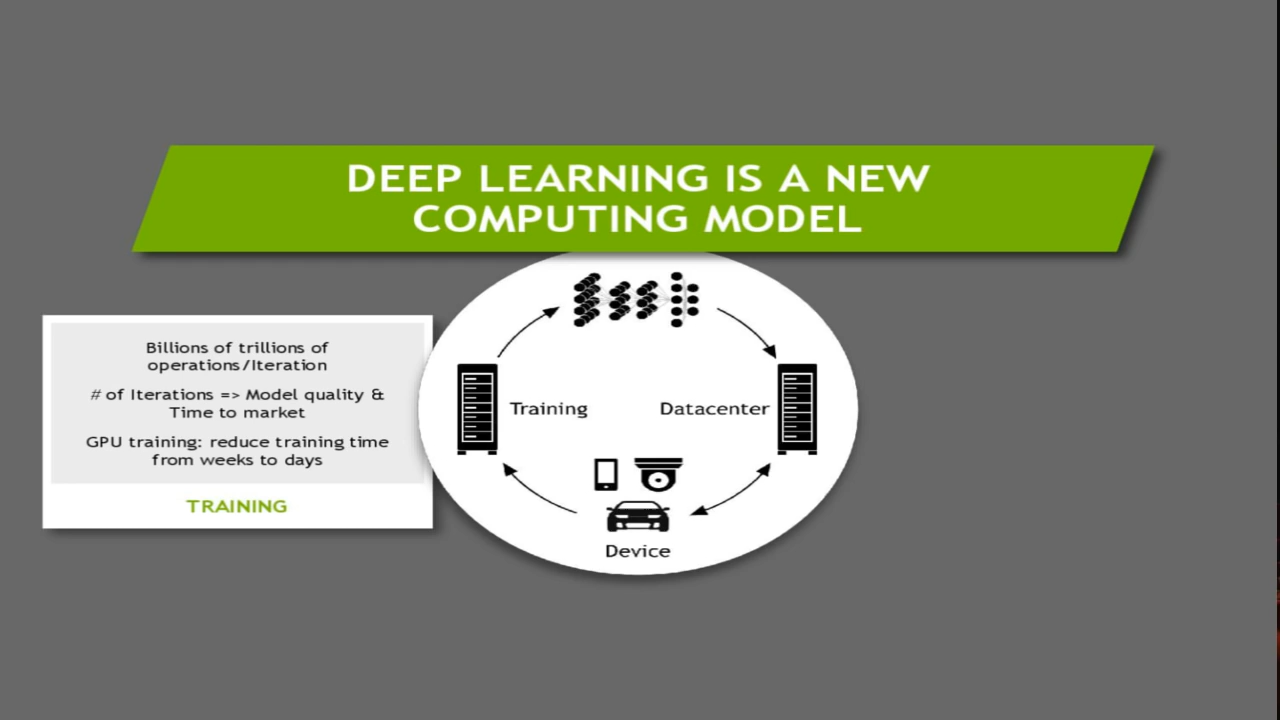 DEEP LEARNING IS A NEW
COMPUTING MODEL
Billions of trillions of
operations/Iteration
# of Iterations => Model quality &
Time to market
GPU training: reduce training time
from weeks to days
TRAINING
Training
Datacenter
Device